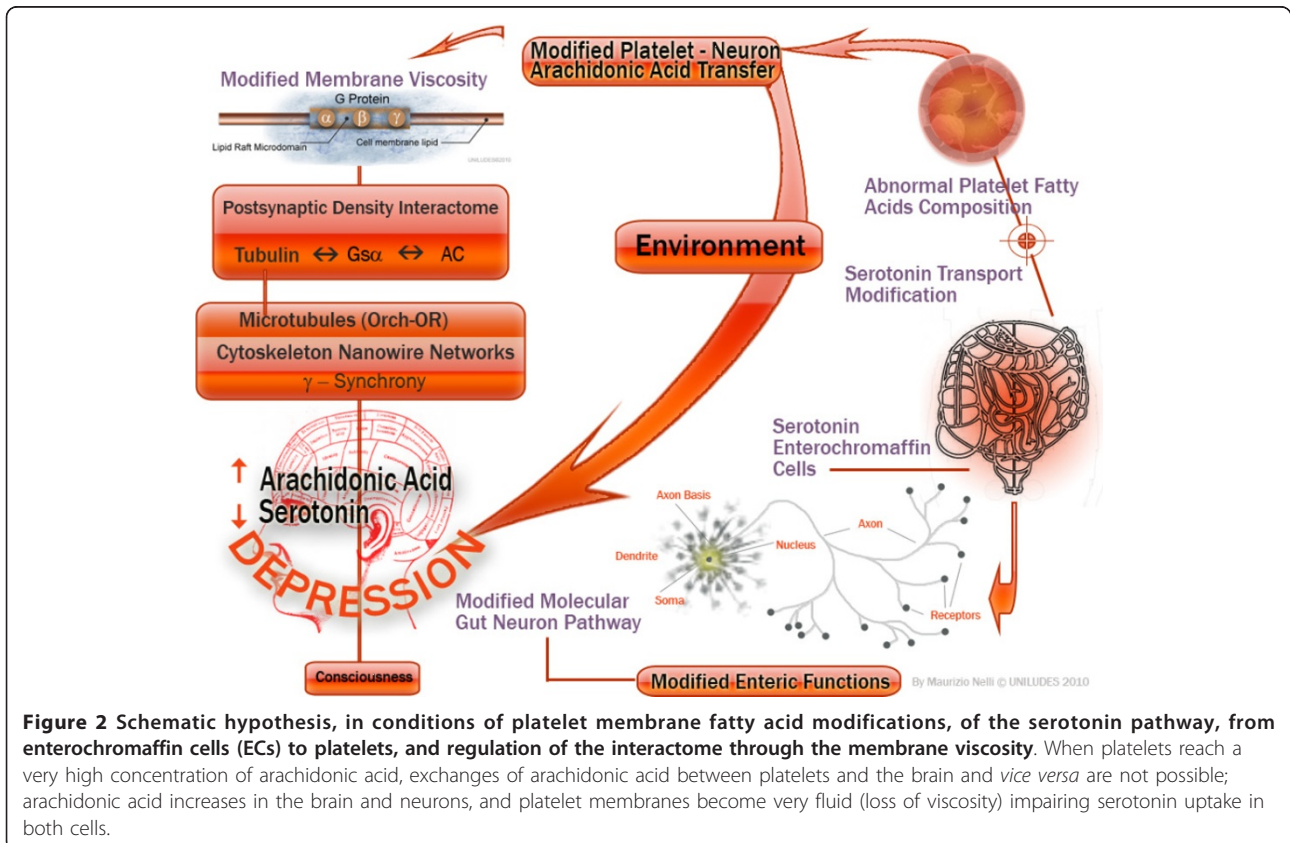 Modified Platelet - Neuron
Arachidonic Acid Transfer
Modified Membrane Viscosity
G Protein
α β γ
Lipid Raft Microdomain
Cell membrane lipid
UNILUDES2010
Abnormal Platelet Fatty
Acids Composition
Postsynaptic Density Interactome
Tubulin ↔ Gsα ↔ AC
Environment
Serotonin Transport
Modification
Microtubules (Orch-OR)
Cytoskeleton Nanowire Networks
γ – Synchrony
Serotonin
Enterochromaffin
Cells
↑ Arachidonic Acid
↓ Serotonin
DEPRESSION
Axon Basis
Axon
Nucleus
Dendrite
Soma
Receptors
Modified Molecular
Gut Neuron Pathway
Consciousness
Modified Enteric Functions
By Maurizio Nelli © UNILUDES 2010
Figure 2 Schematic hypothesis, in conditions of platelet membrane fatty acid modifications, of the serotonin pathway, from
enterochromaffin cells (ECs) to platelets, and regulation of the interactome through the membrane viscosity. When platelets reach a
very high concentration of arachidonic acid, exchanges of arachidonic acid between platelets and the brain and vice versa are not possible;
arachidonic acid increases in the brain and neurons, and platelet membranes become very fluid (loss of viscosity) impairing serotonin uptake in
both cells.